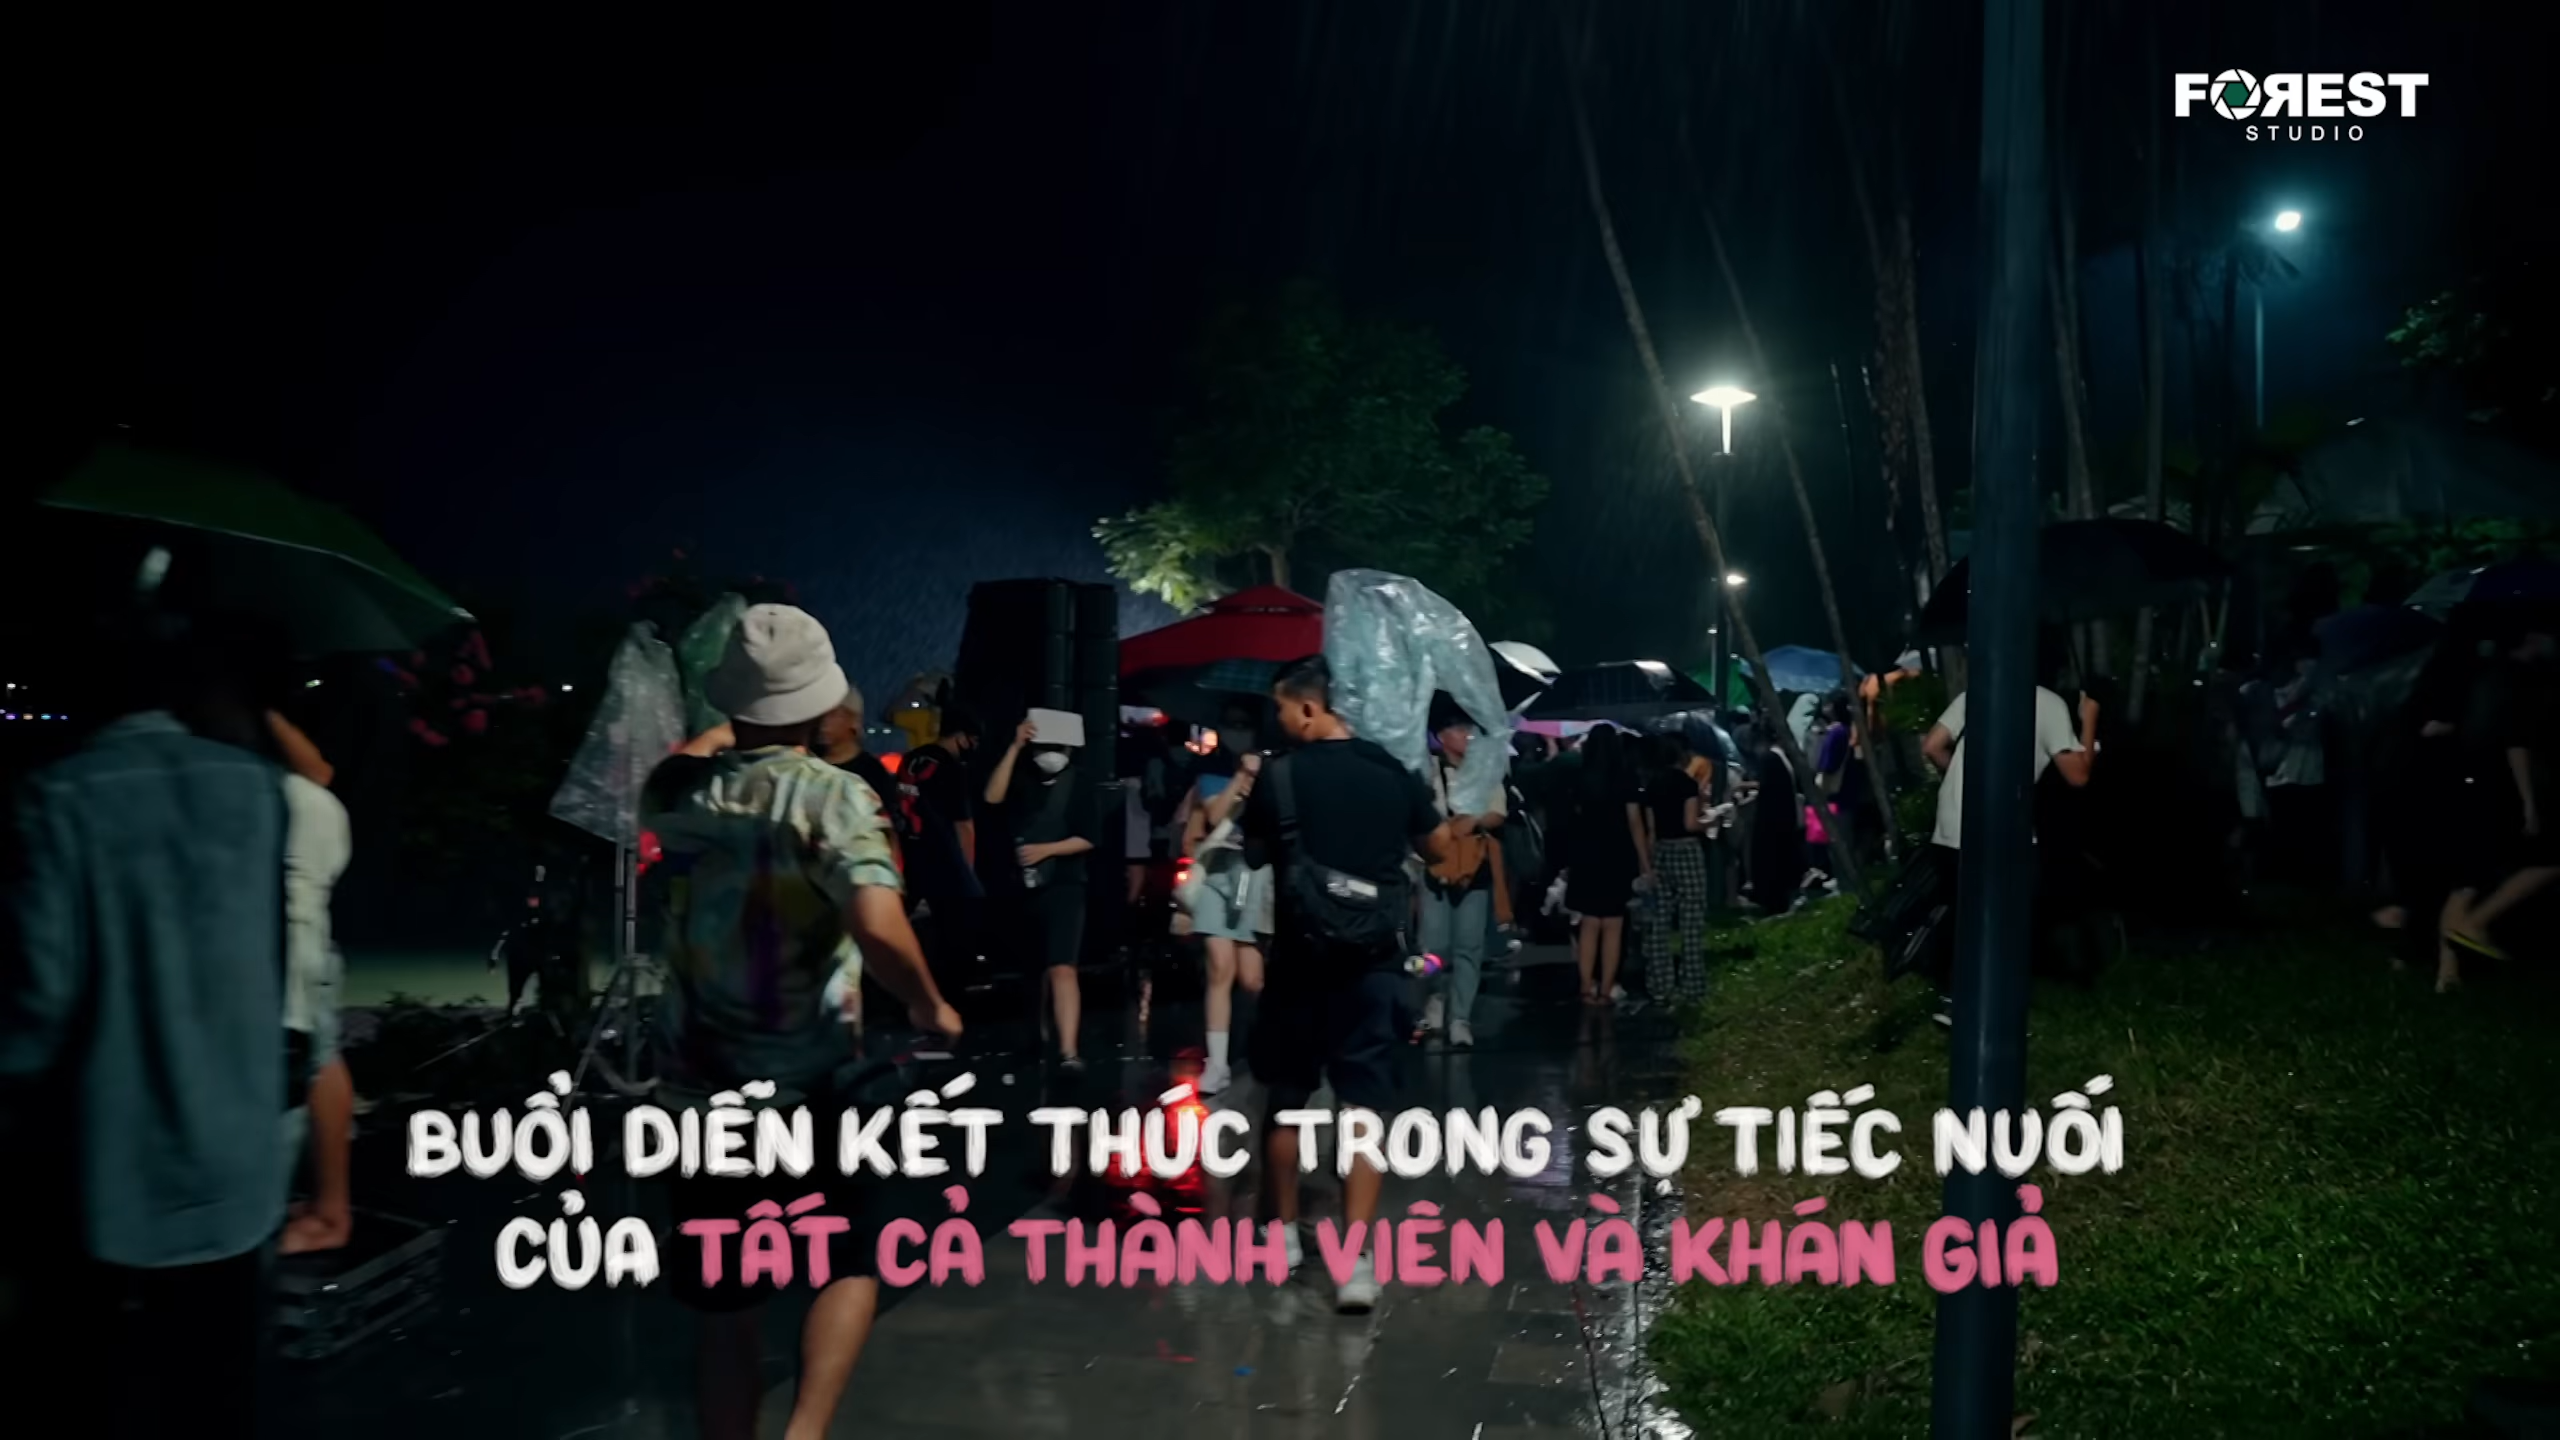 FOREST
STUDIO
BUỔI DIỄN KẾT THÚC TRONG SỰ TIẾC NUỐI
CỦA TẤT CẢ THÀNH VIÊN VÀ KHÁN GIẢ